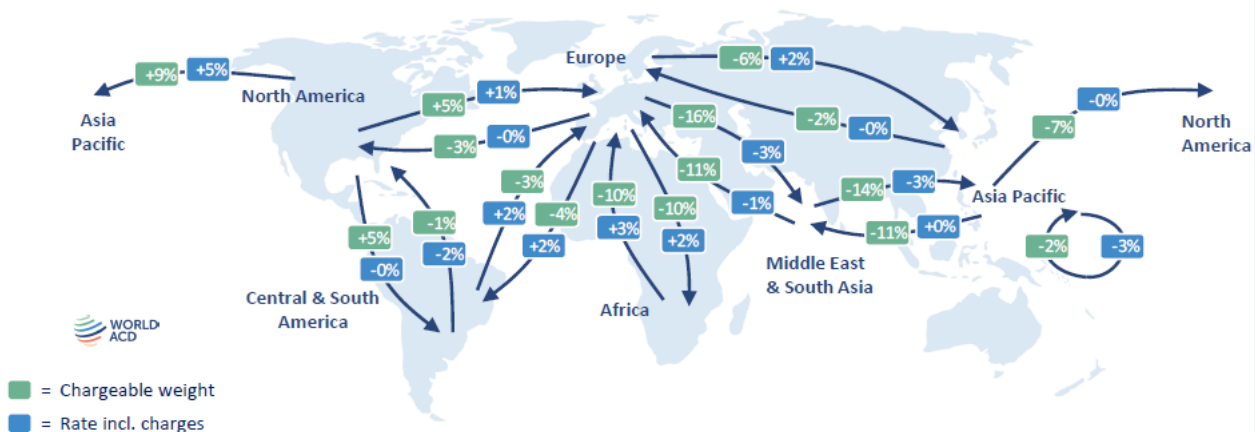 Europe
-6%
+2%
+9%
+5%
-0%
North America
+5%
+1%
Asia
Pacific
-16%
-2%
-0%
-7%
North
America
-3%
-0%
-3%
-11%
-3%
-14%
-3%
Asia Pacific
-10%
-10%
-1%
-1%
+2%
-4%
+3%
+2%
-11%
+0%
+5%
-2%
+2%
-2%
-3%
-0%
Middle East
& South Asia
Central & South
America
Africa
WORLD
ACD
= Chargeable weight
= Rate incl. charges